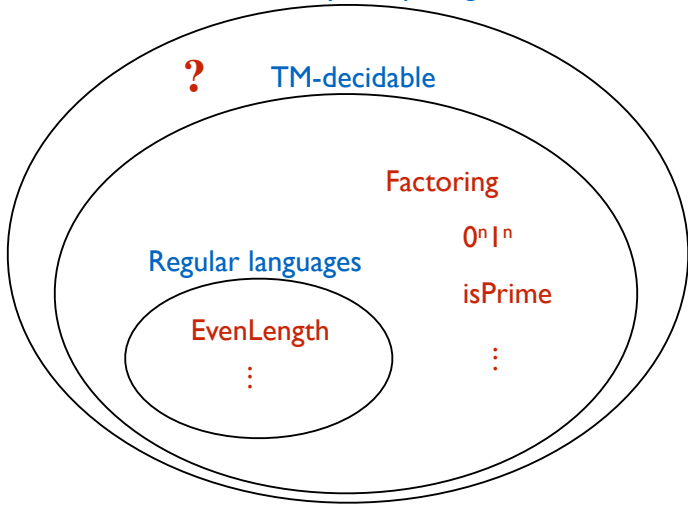 ?
TM-decidable
Factoring
0ⁿ1ⁿ
Regular languages
isPrime
EvenLength
⋮
⋮